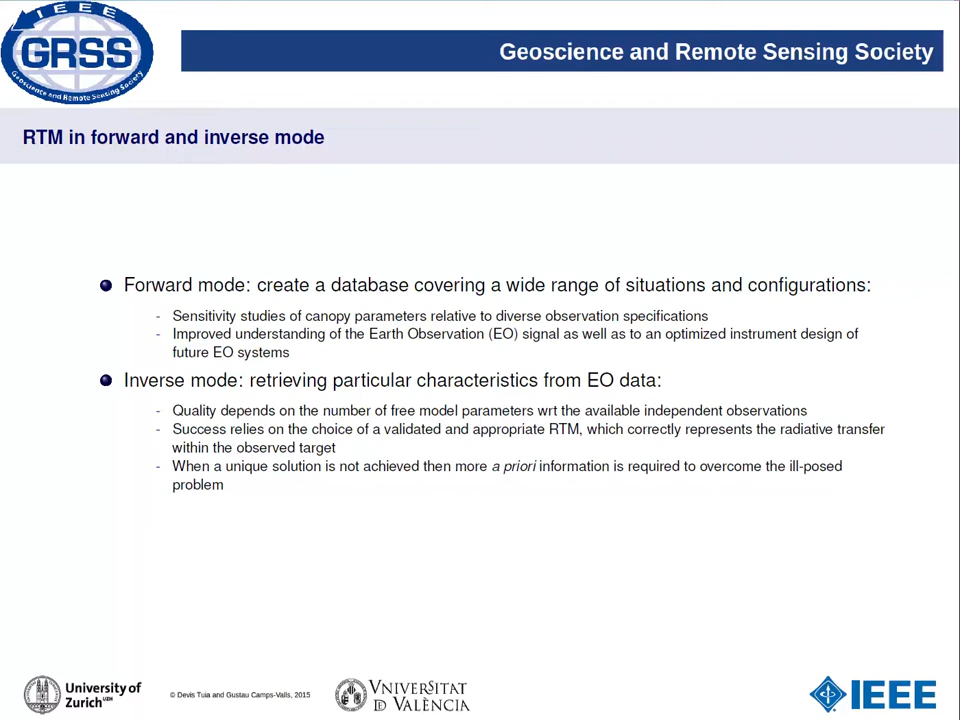 IEEE
GRSS
Geoscience and Remote Sensing Society
Geoscience and Remote Sensing Society
RTM in forward and inverse mode
Forward mode: create a database covering a wide range of situations and configurations:
- Sensitivity studies of canopy parameters relative to diverse observation specifications
- Improved understanding of the Earth Observation (EO) signal as well as to an optimized instrument design of
future EO systems
Inverse mode: retrieving particular characteristics from EO data:
- Quality depends on the number of free model parameters wrt the available independent observations
- Success relies on the choice of a validated and appropriate RTM, which correctly represents the radiative transfer
within the observed target
- When a unique solution is not achieved then more a priori information is required to overcome the ill-posed
problem
University of
Zurich UZH
© Devis Tuia and Gustau Camps-Valls, 2015
VNIVERSITAT
DE VALÈNCIA
IEEE